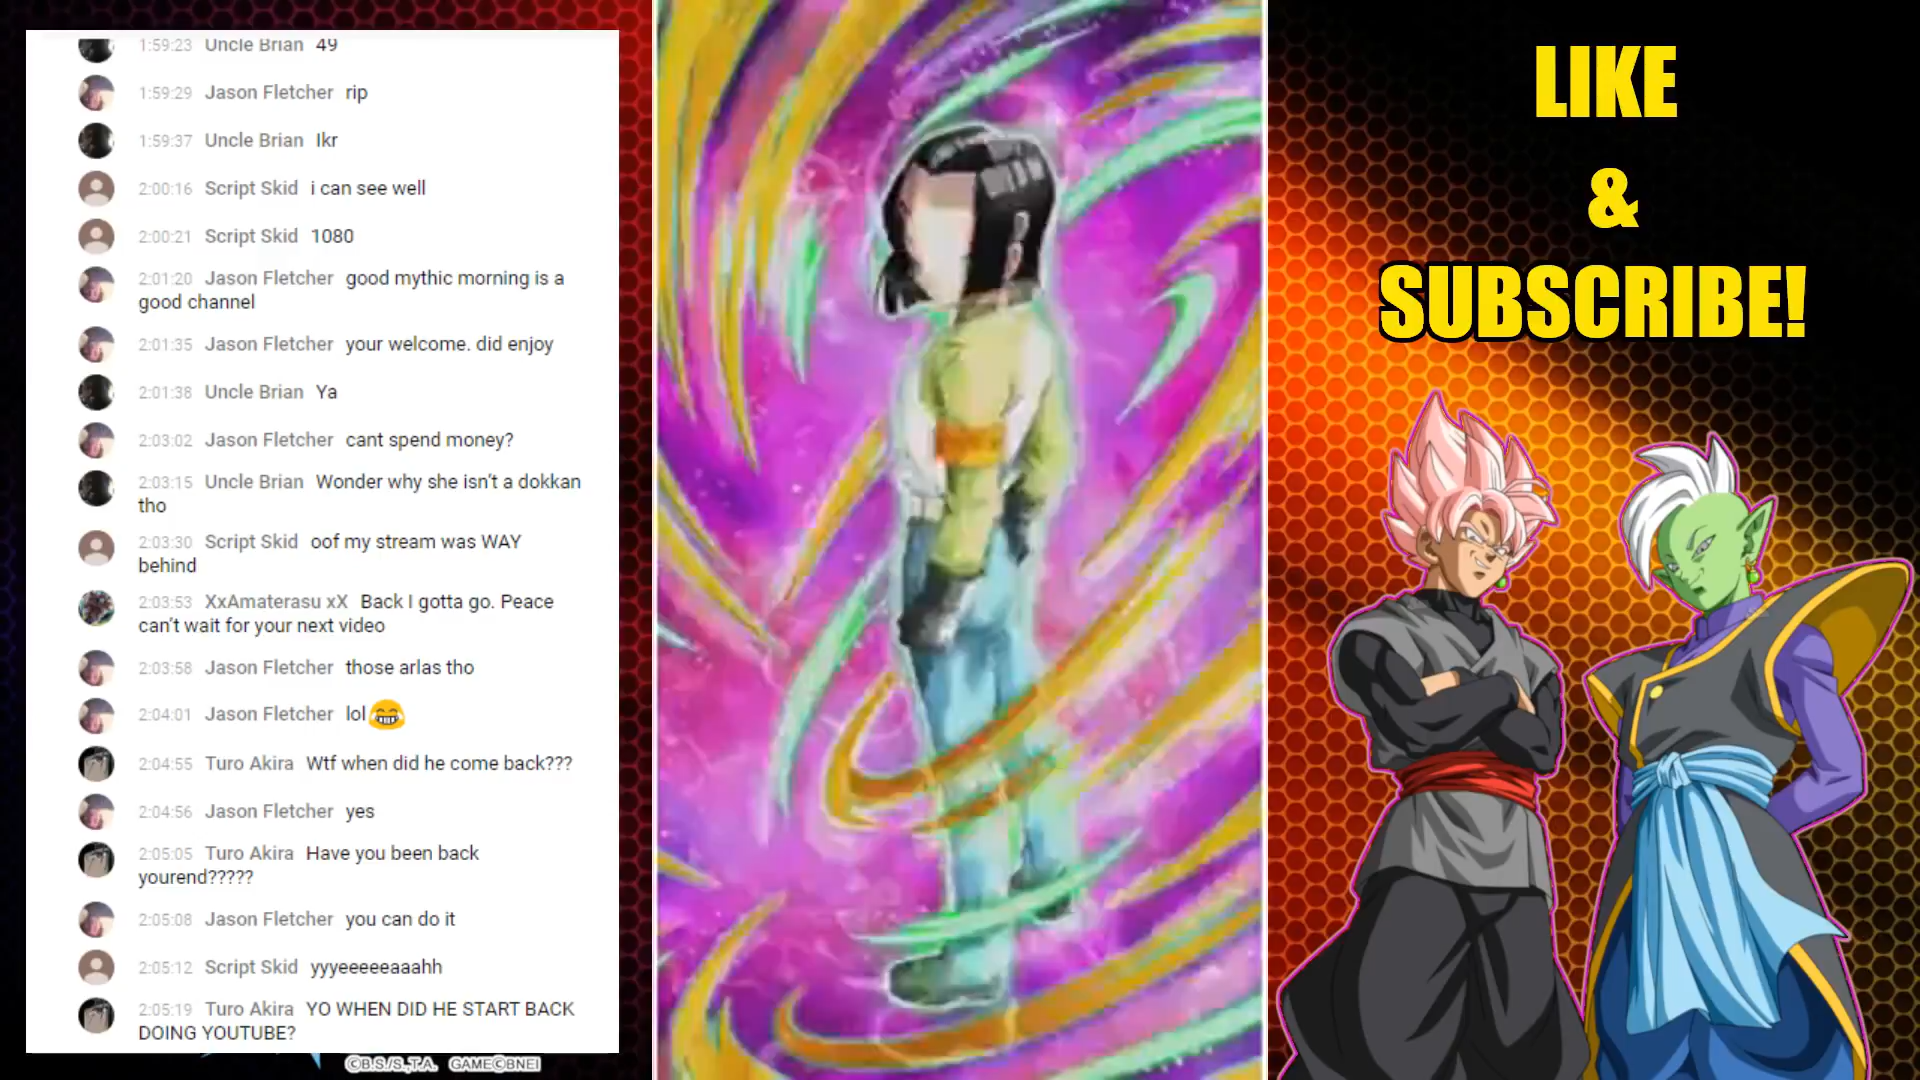 1:59:23 Uncle Brian 49
1:59:29 Jason Fletcher rip
1:59:37 Uncle Brian Ikr
2:00:16 Script Skid i can see well
2:00:21 Script Skid 1080
2:01:20 Jason Fletcher good mythic morning is a
good channel
2:01:35 Jason Fletcher your welcome. did enjoy
2:01:38 Uncle Brian Ya
2:03:02 Jason Fletcher cant spend money?
2:03:15 Uncle Brian Wonder why she isn't a dokkan
tho
2:03:30 Script Skid oof my stream was WAY
behind
2:03:53 XxAmaterasu xX Back I gotta go. Peace
can't wait for your next video
2:03:58 Jason Fletcher those arlas tho
2:04:01 Jason Fletcher lol😂
2:04:55 Turo Akira Wtf when did he come back???
2:04:56 Jason Fletcher yes
2:05:05 Turo Akira Have you been back
yourend?????
2:05:08 Jason Fletcher you can do it
2:05:12 Script Skid yyyeeeeeaaahh
2:05:19 Turo Akira YO WHEN DID HE START BACK
DOING YOUTUBE?
©B.S./S.,T.A. GAME©BNEI
LIKE
&
SUBSCRIBE!